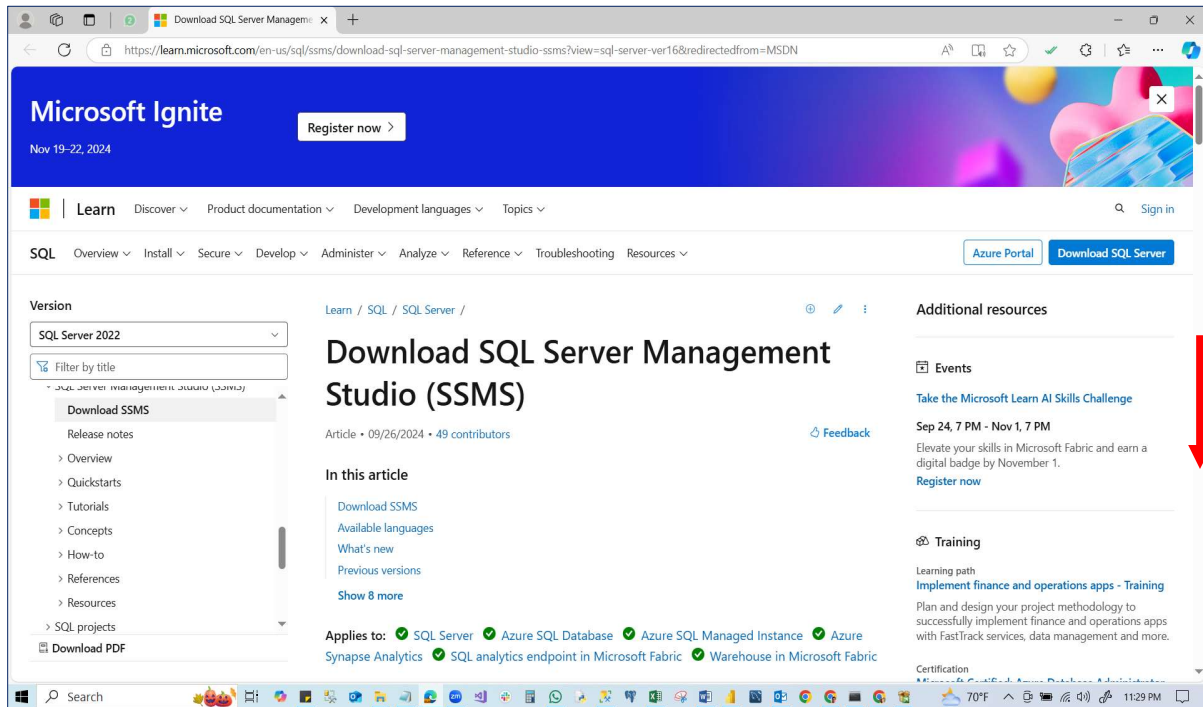 Download SQL Server Manageme
https://learn.microsoft.com/en-us/sql/ssms/download-sql-server-management-studio-ssms?view=sql-server-ver16&redirectedfrom=MSDN
Microsoft Ignite
Nov 19–22, 2024
Register now >
Learn Discover Product documentation Development languages Topics
Sign in
SQL Overview Install Secure Develop Administer Analyze Reference Troubleshooting Resources
Azure Portal Download SQL Server
Version
SQL Server 2022
Filter by title
SQL Server Management Studio (SSMS)
Download SSMS
Release notes
> Overview
> Quickstarts
> Tutorials
> Concepts
> How-to
> References
> Resources
> SQL projects
Download PDF
Learn / SQL / SQL Server /
Download SQL Server Management
Studio (SSMS)
Article • 09/26/2024 • 49 contributors
Feedback
In this article
Download SSMS
Available languages
What's new
Previous versions
Show 8 more
Applies to: SQL Server Azure SQL Database Azure SQL Managed Instance Azure
Synapse Analytics SQL analytics endpoint in Microsoft Fabric Warehouse in Microsoft Fabric
Additional resources
Events
Take the Microsoft Learn AI Skills Challenge
Sep 24, 7 PM - Nov 1, 7 PM
Elevate your skills in Microsoft Fabric and earn a
digital badge by November 1.
Register now
Training
Learning path
Implement finance and operations apps - Training
Plan and design your project methodology to
successfully implement finance and operations apps
with FastTrack services, data management and more.
Certification
Microsoft Certified: Azure Database Administrator
Search
70°F
11:29 PM